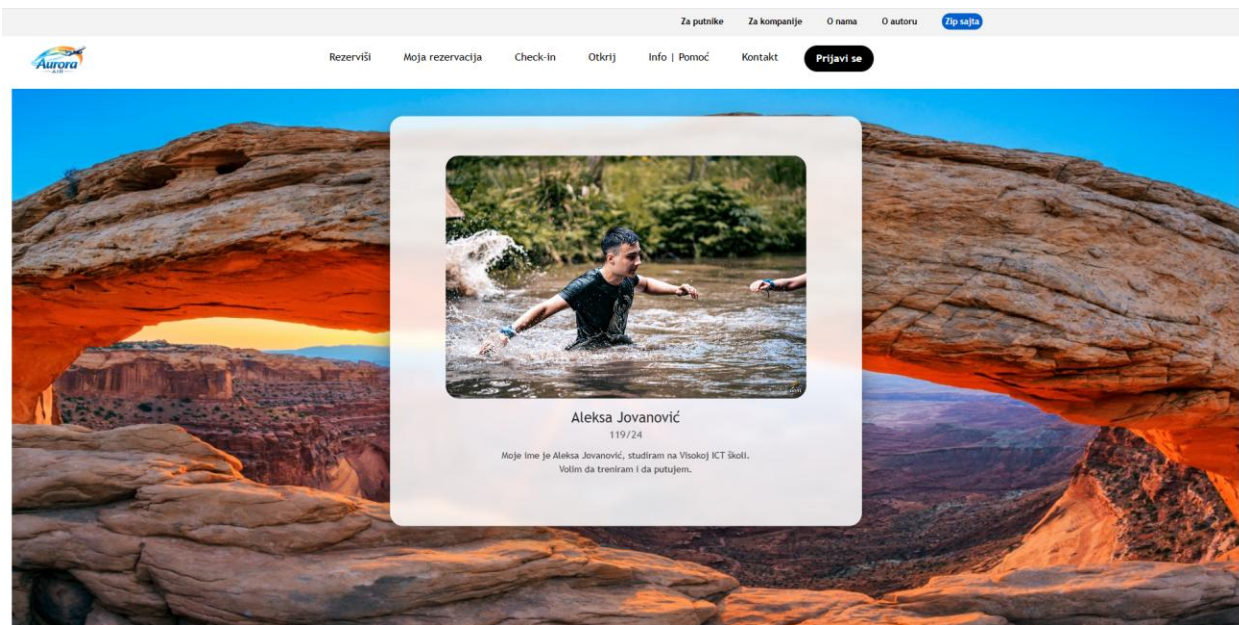 Za putnike Za kompanije O nama O autoru Zip sajta
Aurora
AIR
Rezerviši Moja rezervacija Check-in Otkrij Info | Pomoć Kontakt Prijavi se
Aleksa Jovanović
119/24
Moje ime je Aleksa Jovanović, studiram na Visokoj ICT školi.
Volim da treniram i da putujem.